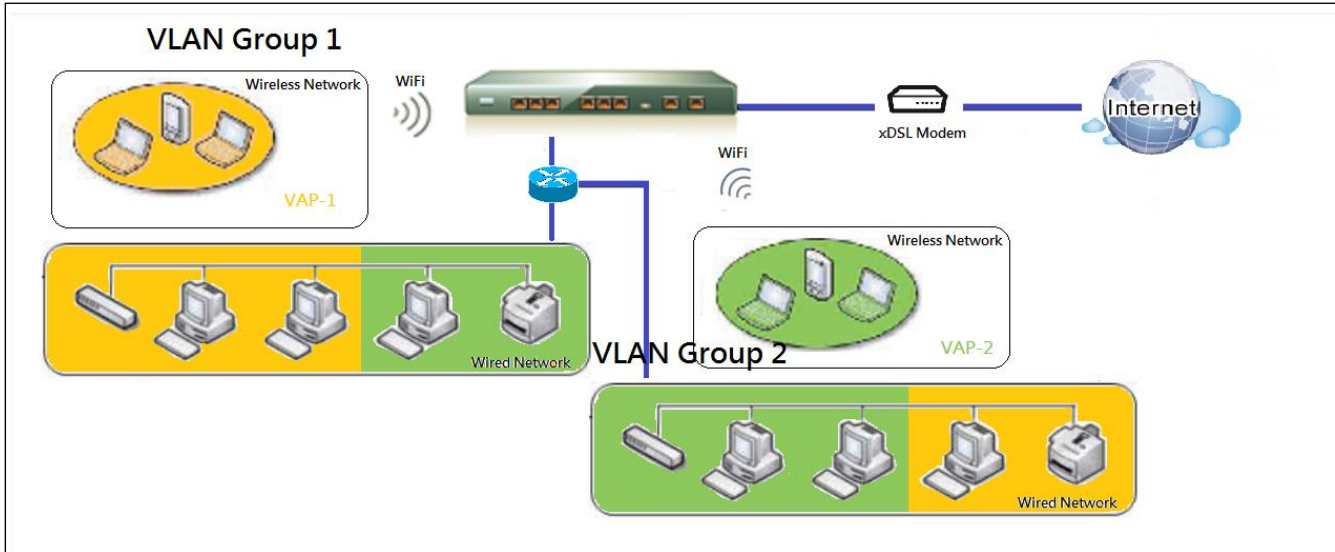 VLAN Group 1
Wireless Network
WiFi
VAP-1
xDSL Modem
Internet
WiFi
Wireless Network
VAP-2
Wired Network
VLAN Group 2
Wired Network